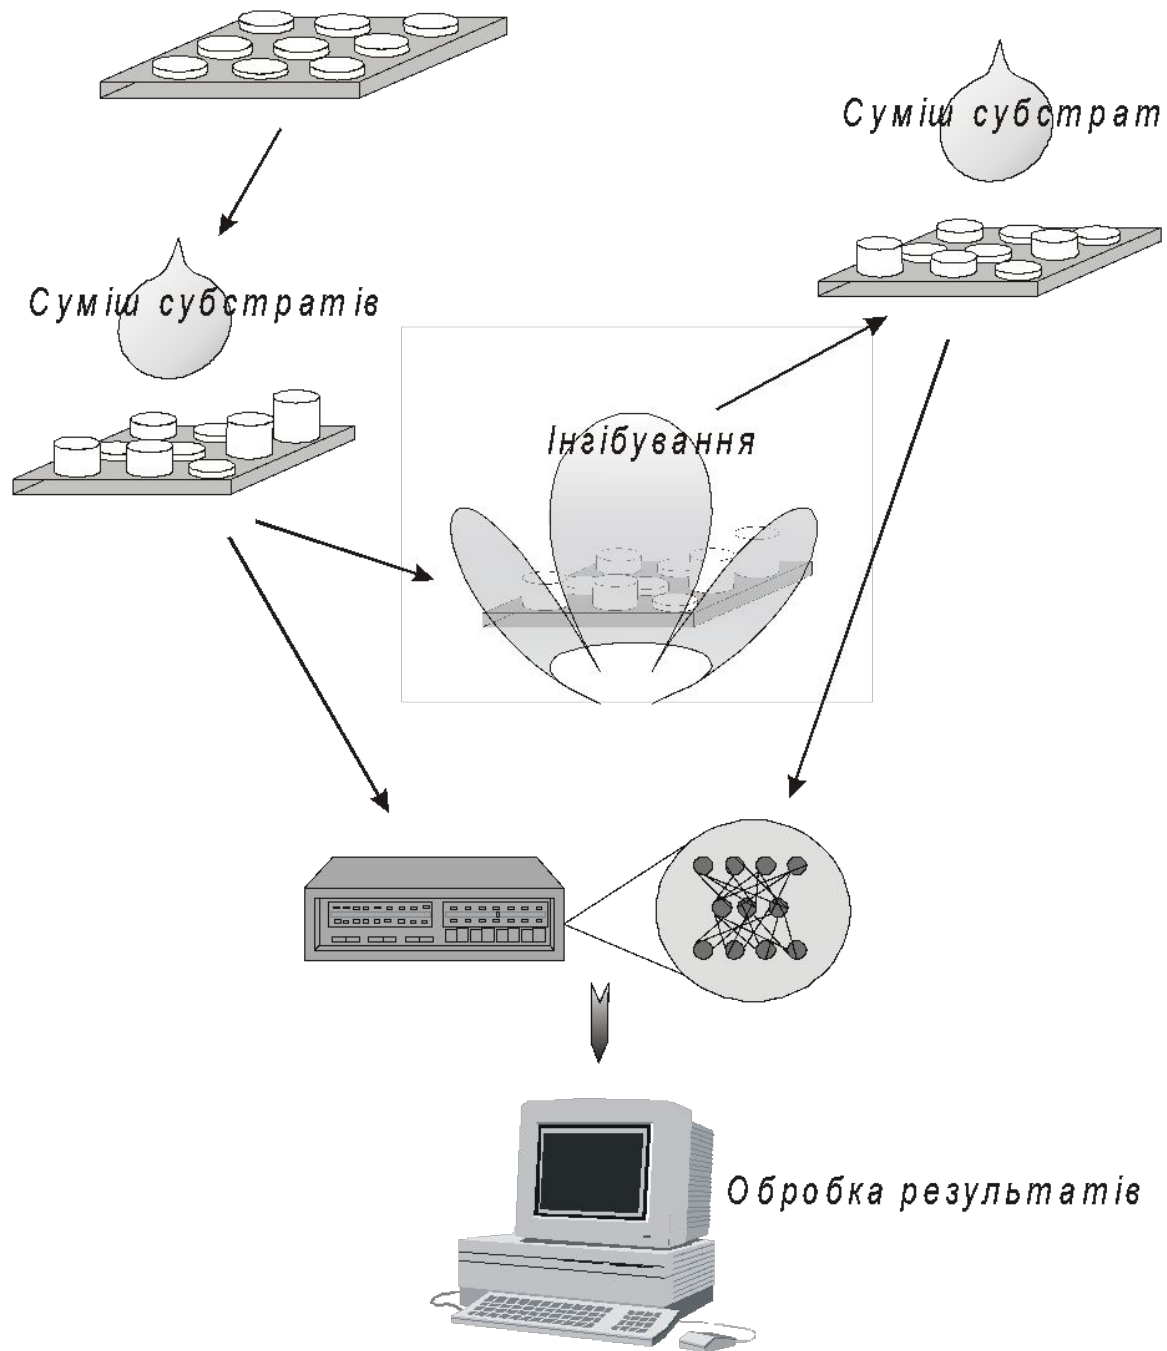 Суміш субстрат
Суміш субстратів
Інгібування
Обробка результатів